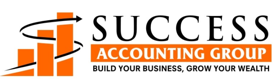 SUCCESS
ACCOUNTING GROUP
BUILD YOUR BUSINESS, GROW YOUR WEALTH